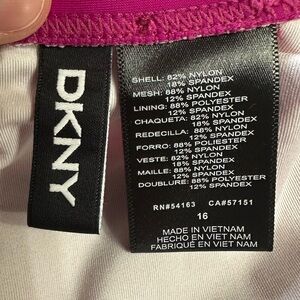 DKNY
SHELL: 82% NYLON
18% SPANDEX
MESH: 88% NYLON
12% SPANDEX
LINING: 88% POLYESTER
12% SPANDEX
CHAQUETA: 82% NYLON
18% SPANDEX
REDECILLA: 88% NYLON
12% SPANDEX
FORRO: 88% POLIESTER
12% SPANDEX
VESTE: 82% NYLON
18% SPANDEX
MAILLE: 88% NYLON
12% SPANDEX
DOUBLURE: 88% POLYESTER
12% SPANDEX
RN#54163 CA#57151
16
MADE IN VIETNAM
HECHO EN VIET NAM
FABRIQUÉ EN VIET NAM